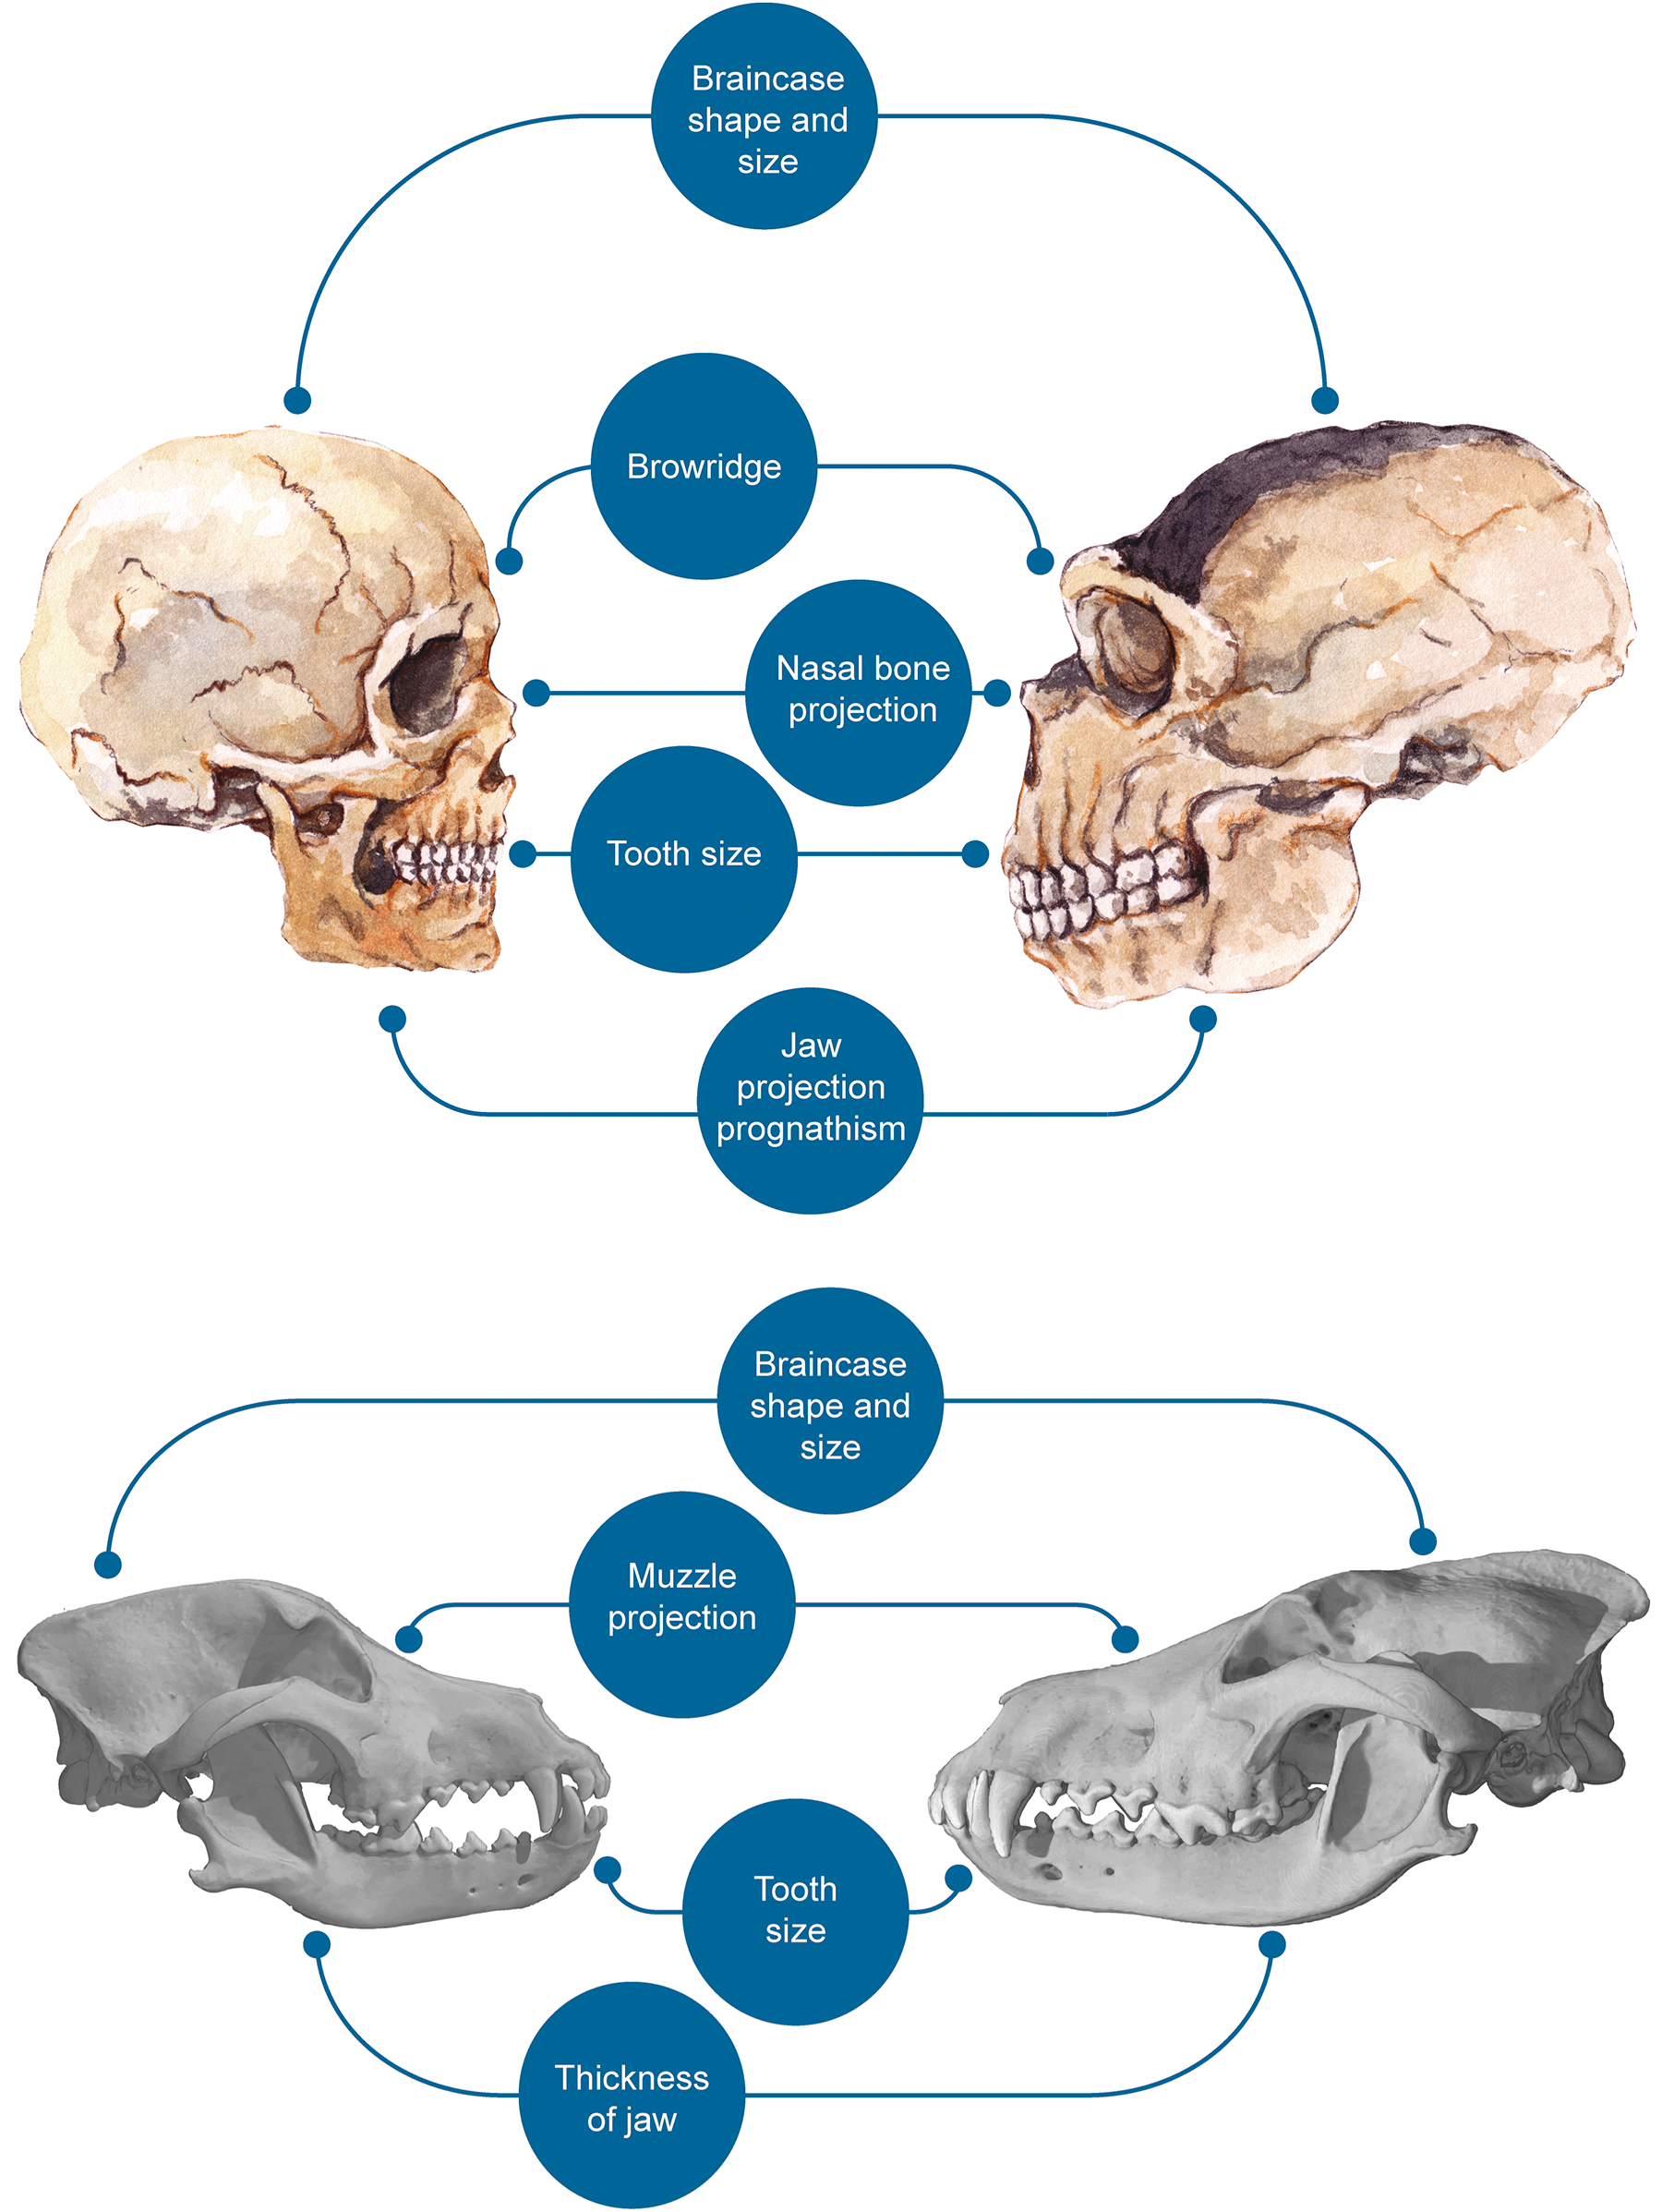 Braincase
shape and
size
Browridge
Nasal bone
projection
Tooth size
Jaw
projection
prognathism
Braincase
shape and
size
Muzzle
projection
Tooth
size
Thickness
of jaw